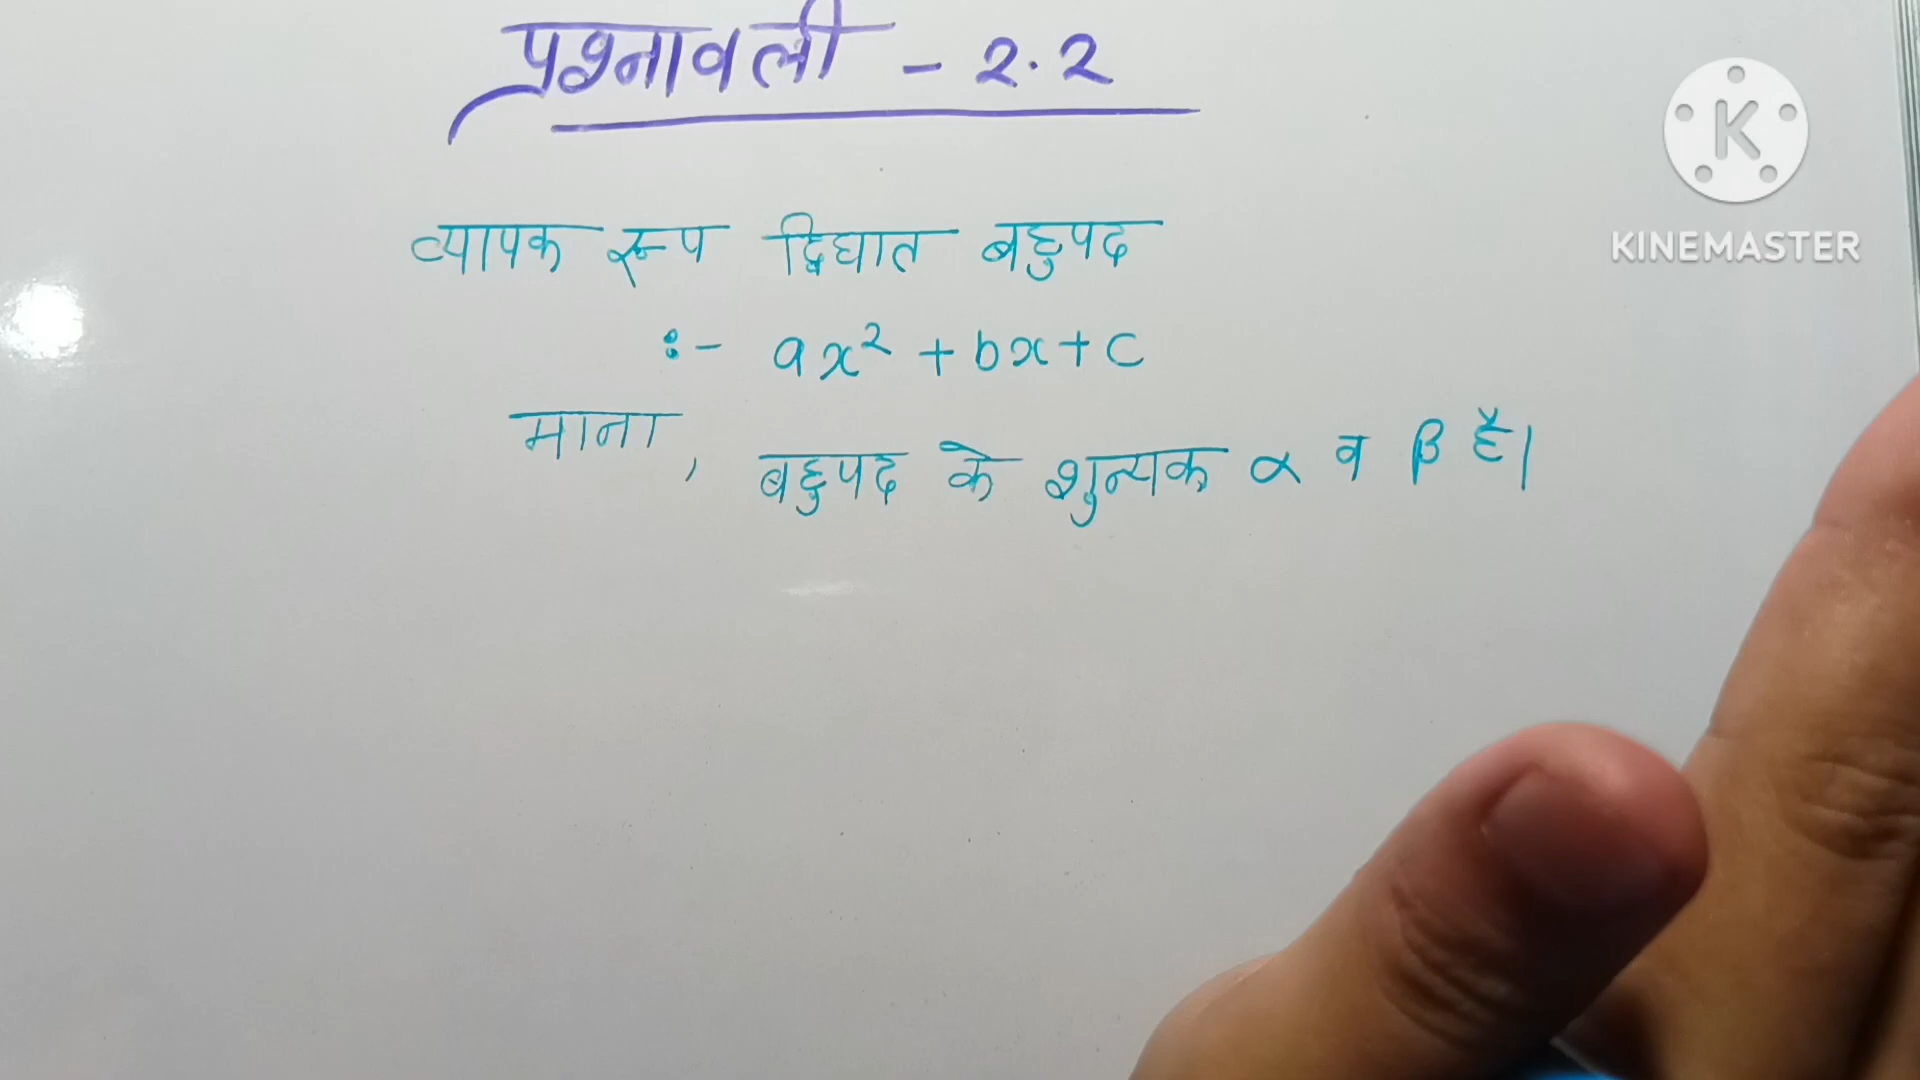 प्रश्नावली - 2.2
व्यापक रूप द्विघात बहुपद
:- ax² + bx + c
माना, बहुपद के शुन्यक α व β है।
K
KINEMASTER